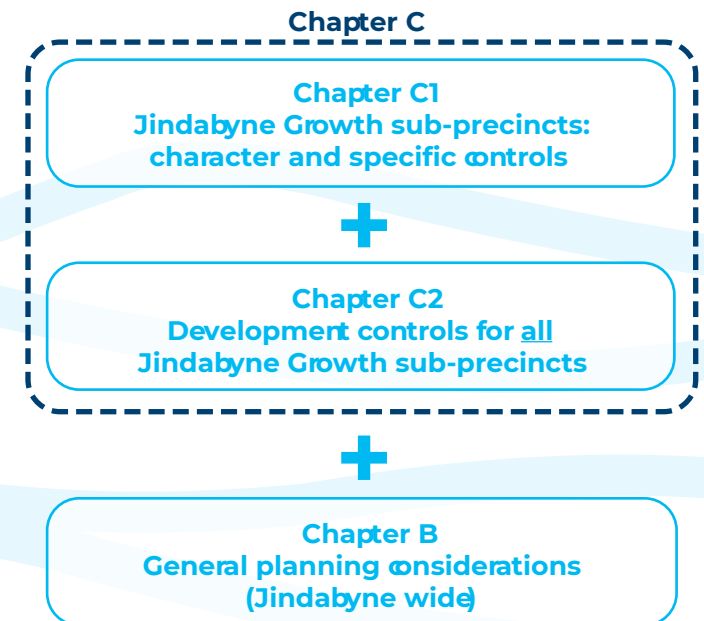 Chapter C
Chapter C1
Jindabyne Growth sub-precincts:
character and specific controls
+
Chapter C2
Development controls for all
Jindabyne Growth sub-precincts
+
Chapter B
General planning considerations
(Jindabyne wide)